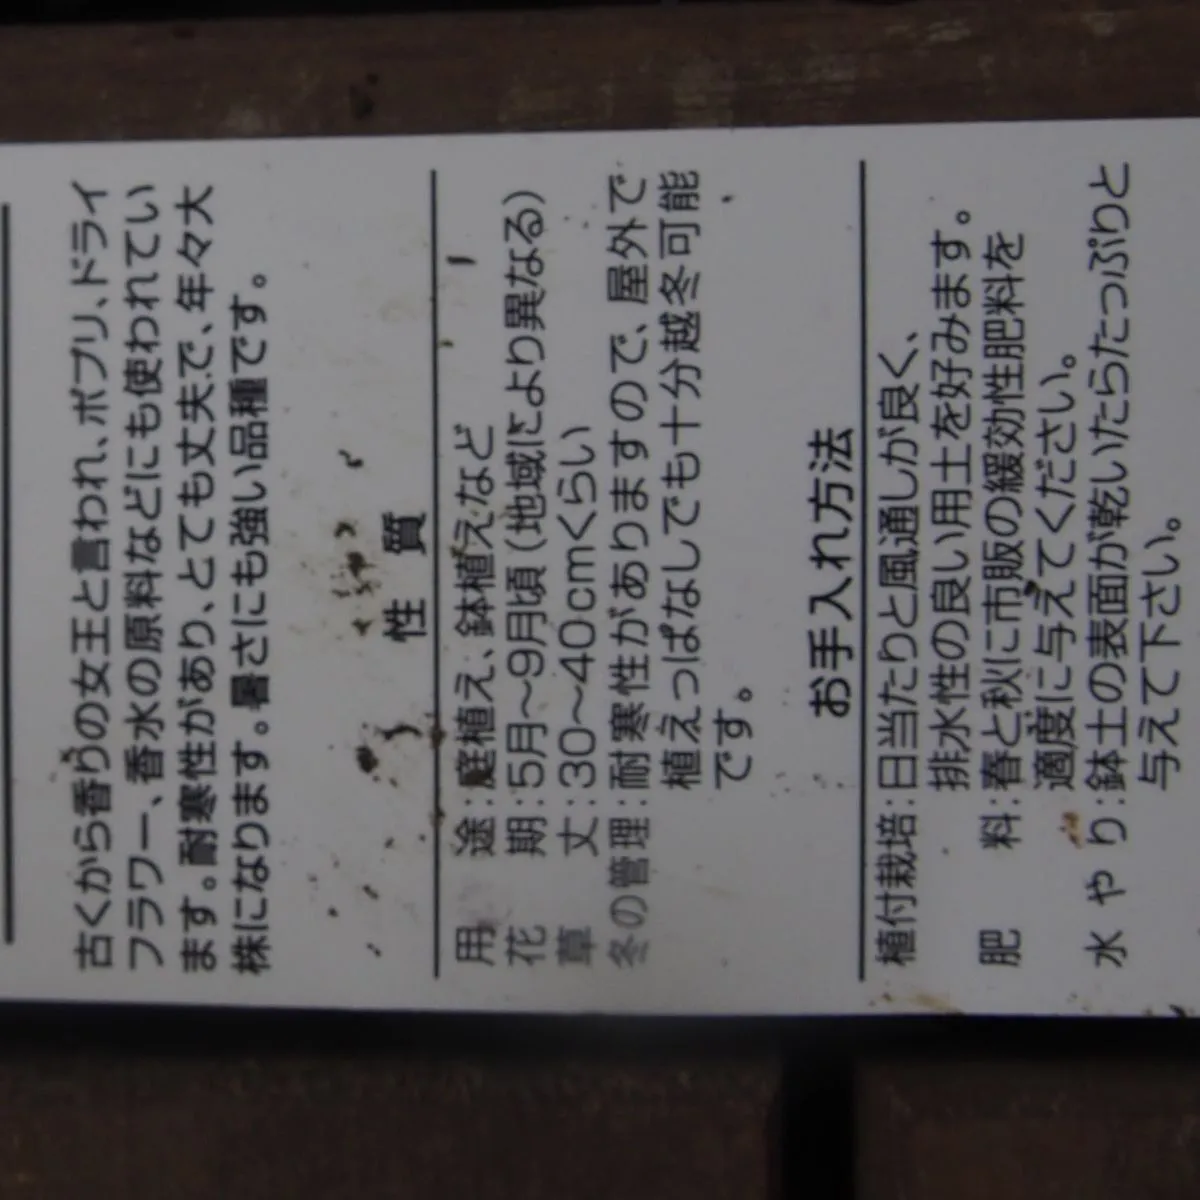 古くから香りの女王と言われ、ポプリ、ドライ
フラワー、香水の原料などにも使われてい
ます。耐寒性があり、とても丈夫で、年々大
株になります。暑さにも強い品種です。
性 質
用 途:庭植え、鉢植えなど
花 期:5月〜9月頃(地域により異なる)
草 丈:30〜40cmくらい
冬の管理:耐寒性がありますので、屋外で
植えっぱなしでも十分越冬可能
です。
お手入れ方法
植付栽培:日当たりと風通しが良く、
排水性の良い用土を好みます。
肥 料:春と秋に市販の緩効性肥料を
適度に与えてください。
水 や り:鉢土の表面が乾いたらたっぷりと
与えて下さい。